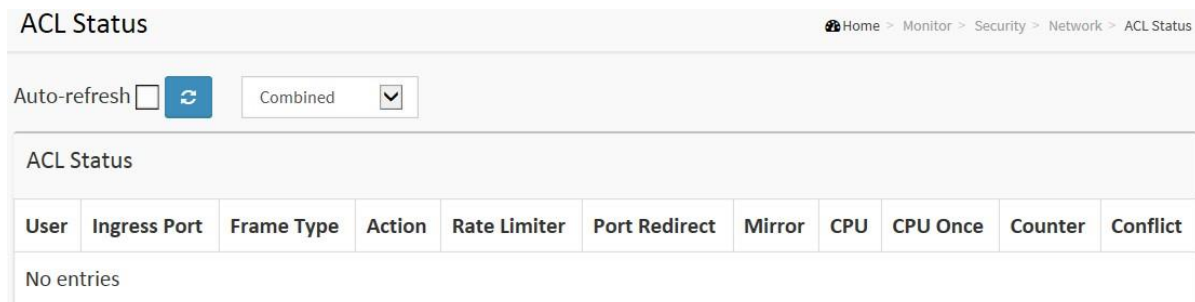 ACL Status
Home > Monitor > Security > Network > ACL Status
Auto-refresh
Combined
ACL Status
User Ingress Port Frame Type Action Rate Limiter Port Redirect Mirror CPU CPU Once Counter Conflict
No entries